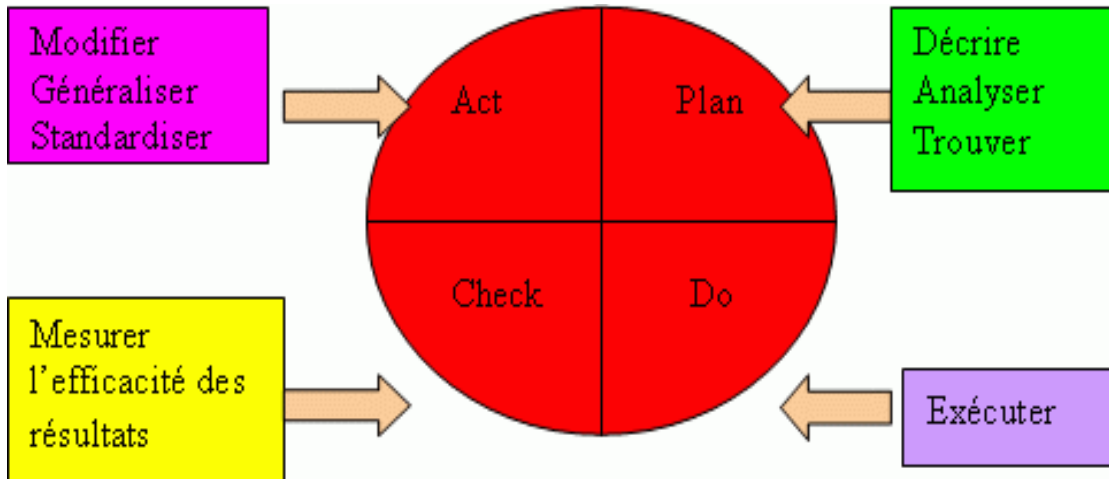 Modifier
Généraliser
Standardiser
Act
Plan
Décrire
Analyser
Trouver
Check
Do
Mesurer
l'efficacité des
résultats
Exécuter